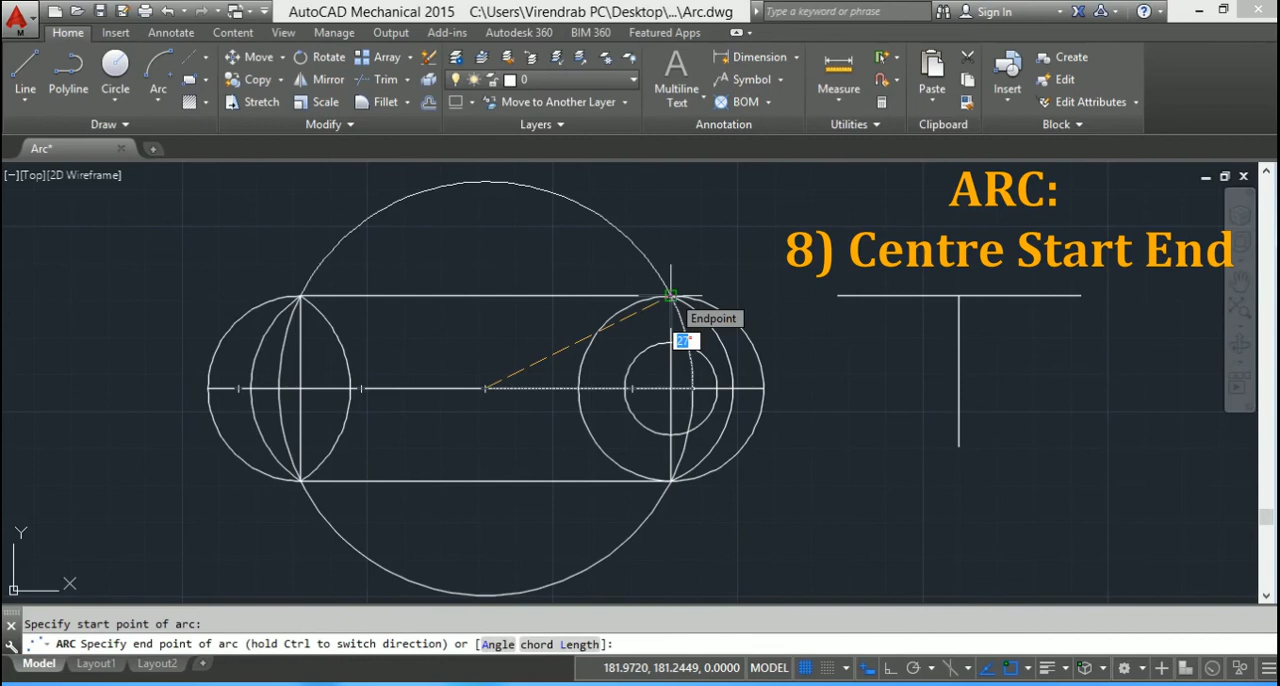 AutoCAD Mechanical 2015 C:\Users\Virendrab PC\Desktop\...\Arc.dwg
Type a keyword or phrase
Sign In
M
Home Insert Annotate Content View Manage Output Add-ins Autodesk 360 BIM 360 Featured Apps
Move Rotate Array
Copy Mirror Trim
Stretch Scale Fillet
Line Polyline Circle Arc
Draw
Modify
0
Move to Another Layer
Layers
Multiline
Text
Dimension
Symbol
BOM
Annotation
Measure
Utilities
Paste
Clipboard
Insert
Create
Edit
Edit Attributes
Block
Arc*
[−][Top][2D Wireframe]
ARC:
8) Centre Start End
Endpoint
27°
Y
X
Specify start point of arc:
ARC Specify end point of arc (hold Ctrl to switch direction) or [Angle chord Length]:
Model Layout1 Layout2 +
181.9720, 181.2449, 0.0000 MODEL